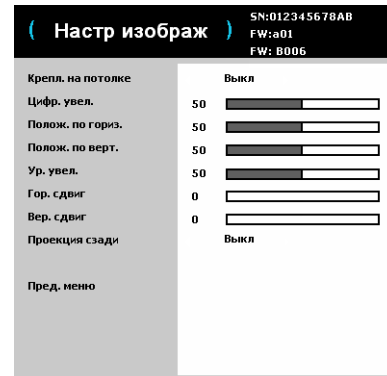 ( Настр изображ )
SN:012345678AB
FW:a01
FW: B006
Крепл. на потолке Выкл
Цифр. увел. 50
Полож. по гориз. 50
Полож. по верт. 50
Ур. увел. 50
Гор. сдвиг 0
Вер. сдвиг 0
Проекция сзади Выкл
Пред. меню